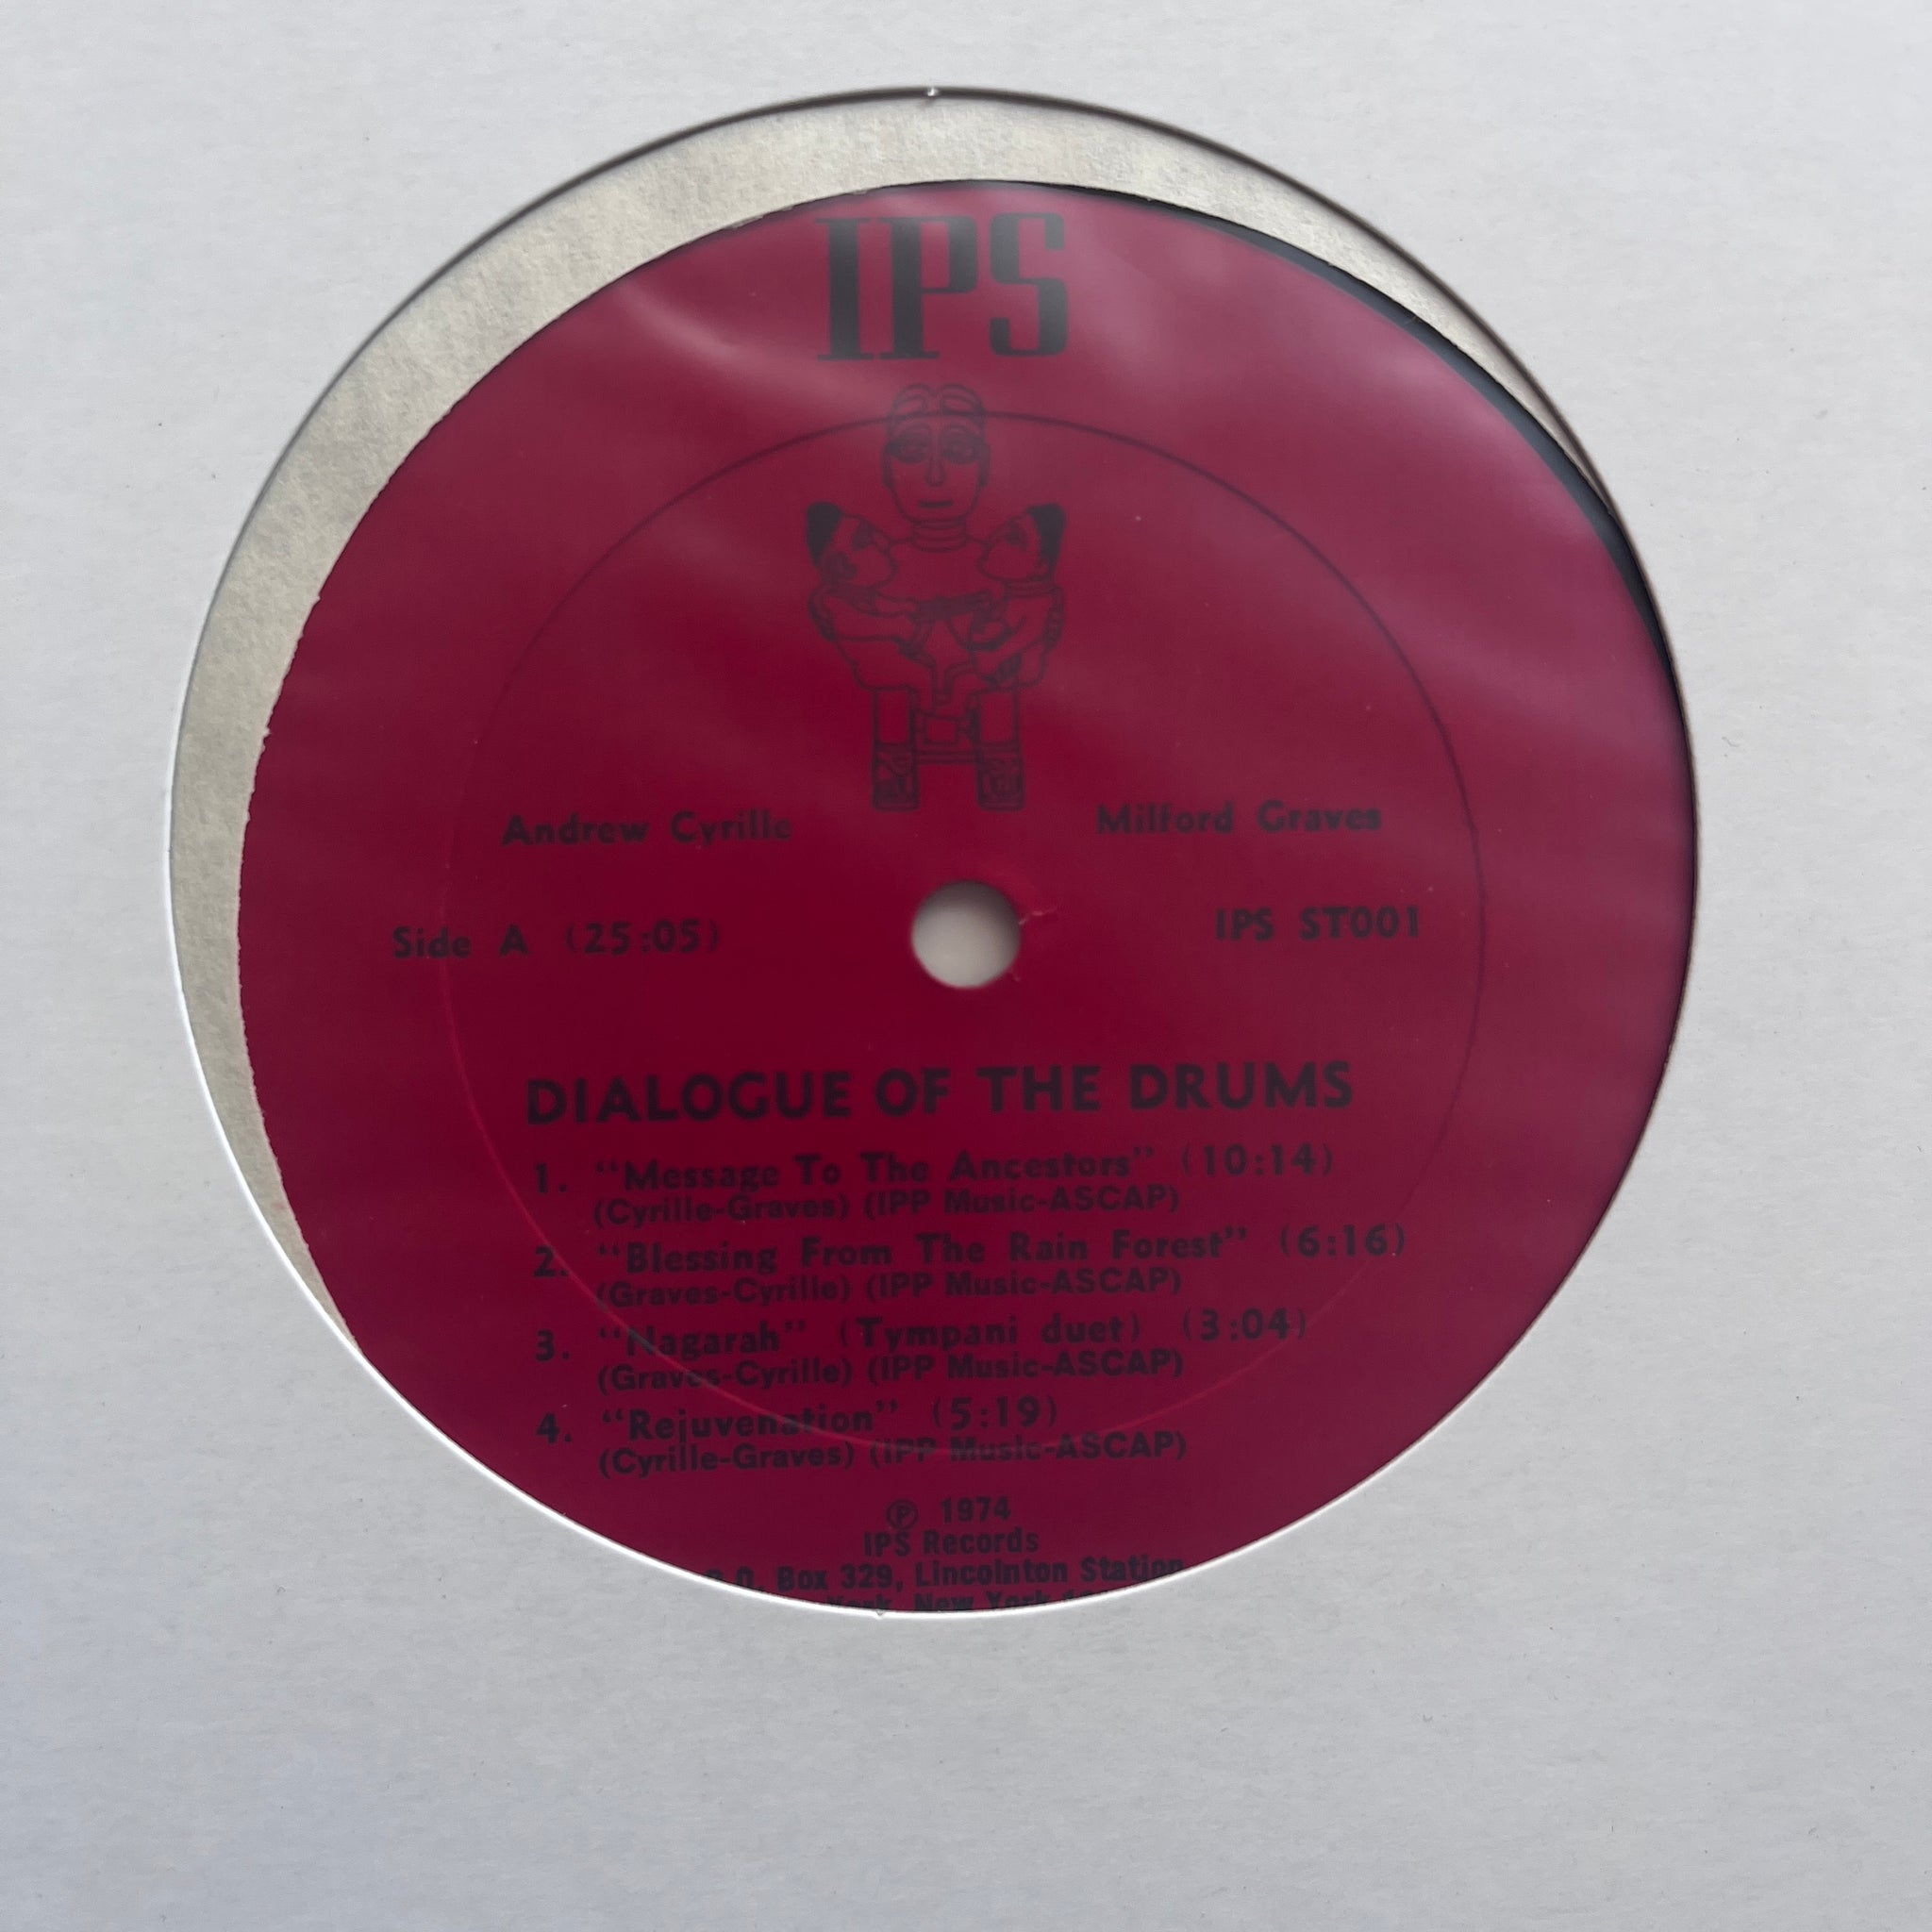 IPS
Andrew Cyrille Milford Graves
Side A (25:05) IPS ST001
DIALOGUE OF THE DRUMS
1. "Message To The Ancestors" (10:14)
(Cyrille-Graves) (IPP Music-ASCAP)
2. "Blessing From The Rain Forest" (6:16)
(Graves-Cyrille) (IPP Music-ASCAP)
3. "Nagarah" (Tympani duet) (3:04)
(Graves-Cyrille) (IPP Music-ASCAP)
4. "Rejuvenation" (5:19)
(Cyrille-Graves) (IPP Music-ASCAP)
Ⓟ 1974
IPS Records
P.O. Box 329, Lincolnton Station
York, New York